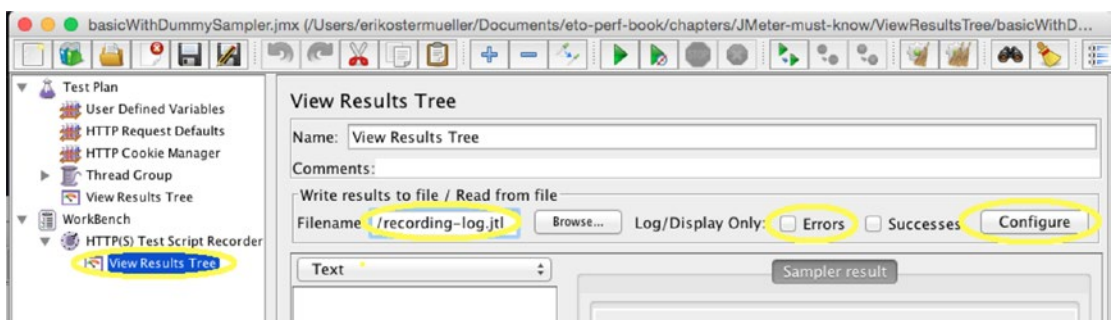 basicWithDummySampler.jmx (/Users/erikostermueller/Documents/eto-perf-book/chapters/JMeter-must-know/ViewResultsTree/basicWithD...
Test Plan
User Defined Variables
HTTP Request Defaults
HTTP Cookie Manager
Thread Group
View Results Tree
WorkBench
HTTP(S) Test Script Recorder
View Results Tree
View Results Tree
Name: View Results Tree
Comments:
Write results to file / Read from file
Filename /recording-log.jtl Browse... Log/Display Only: Errors Successes Configure
Text Sampler result